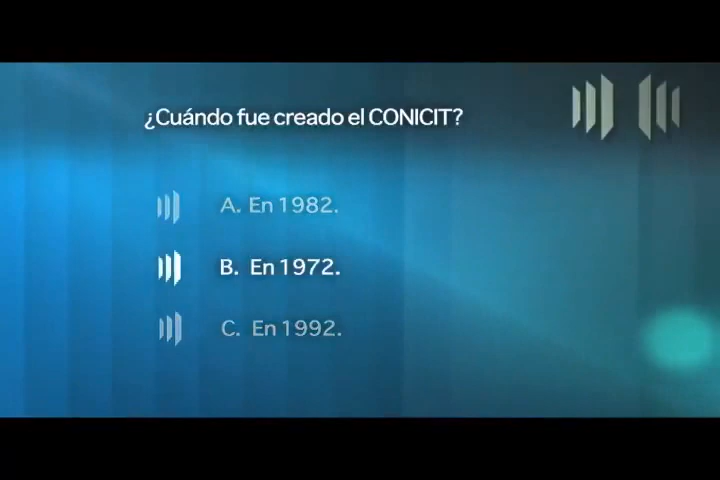 ¿Cuándo fue creado el CONICIT?
A. En 1982.
B. En 1972.
C. En 1992.